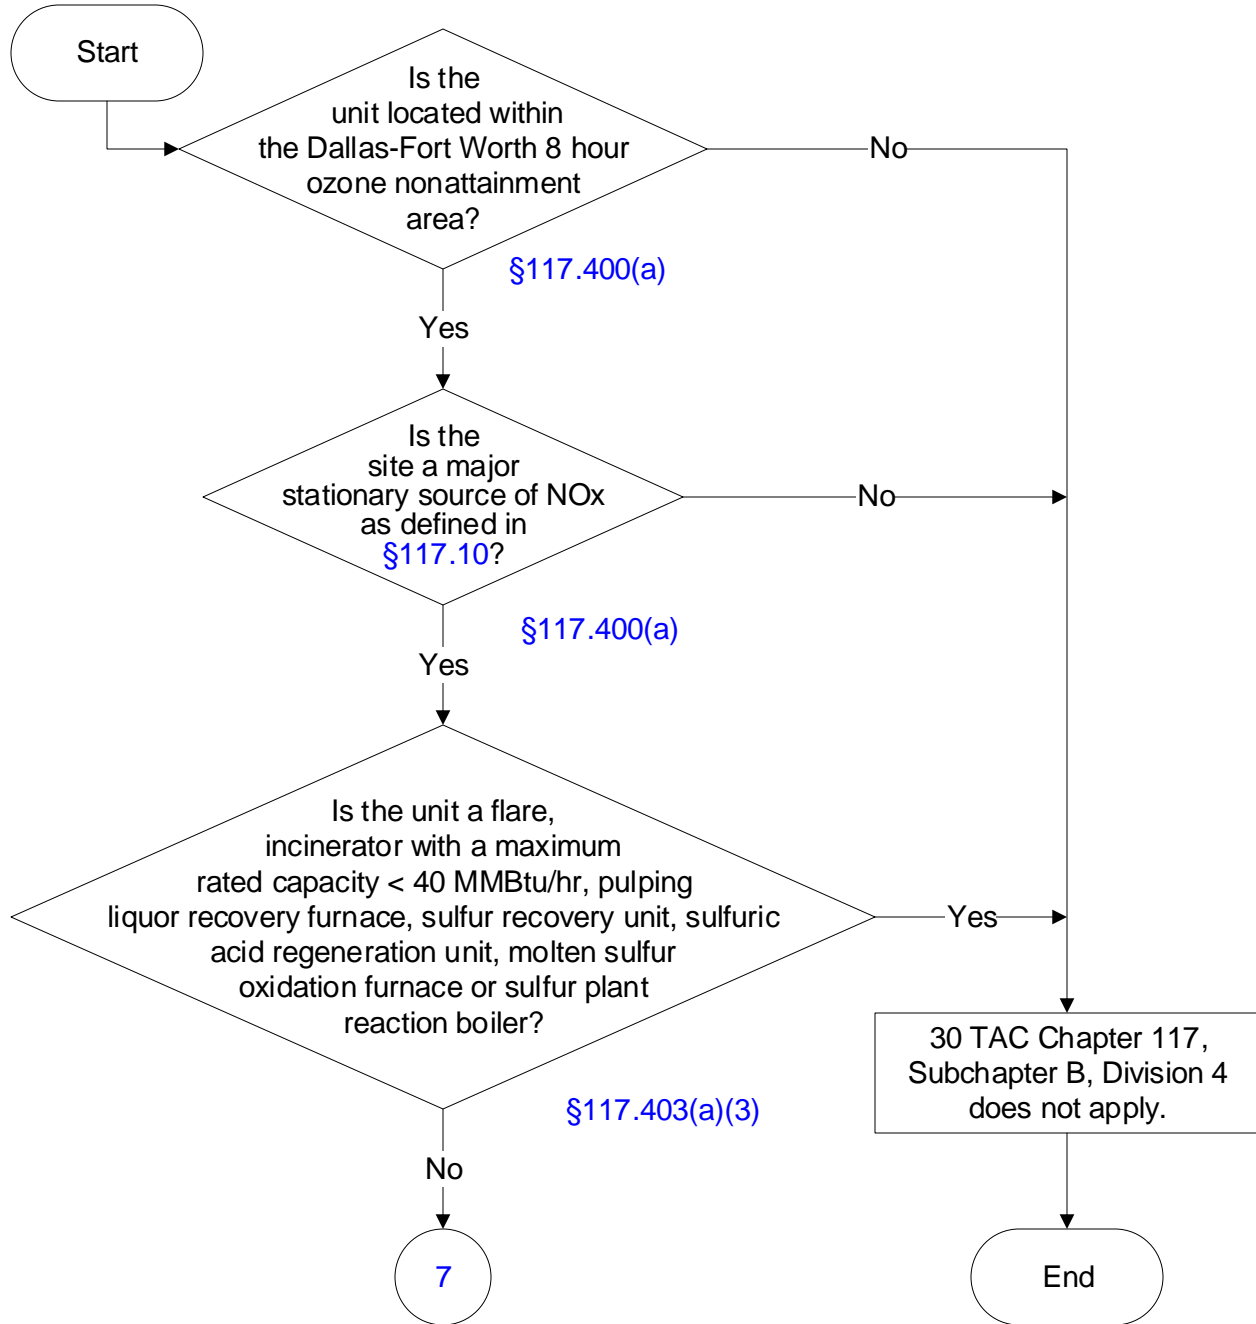 Start
Is the
unit located within
the Dallas-Fort Worth 8 hour
ozone nonattainment
area?
No
§117.400(a)
Yes
Is the
site a major
stationary source of NOx
as defined in
§117.10?
No
§117.400(a)
Yes
Is the unit a flare,
incinerator with a maximum
rated capacity < 40 MMBtu/hr, pulping
liquor recovery furnace, sulfur recovery unit, sulfuric
acid regeneration unit, molten sulfur
oxidation furnace or sulfur plant
reaction boiler?
Yes
§117.403(a)(3)
30 TAC Chapter 117,
Subchapter B, Division 4
does not apply.
No
7
End